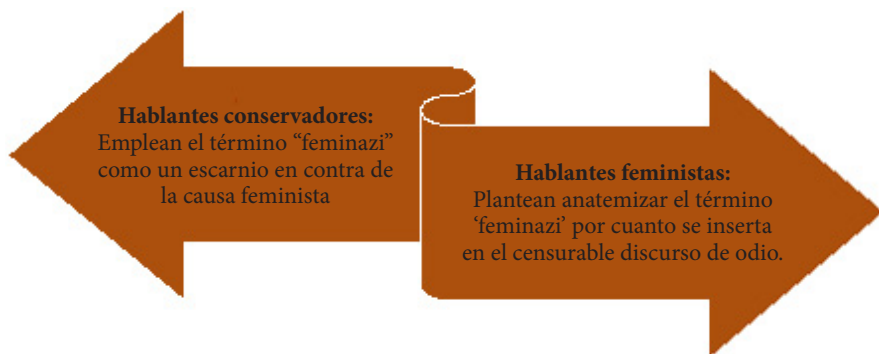 Hablantes conservadores:
Emplean el término “feminazi”
como un escarnio en contra de
la causa feminista
Hablantes feministas:
Plantean anatemizar el término
‘feminazi’ por cuanto se inserta
en el censurable discurso de odio.